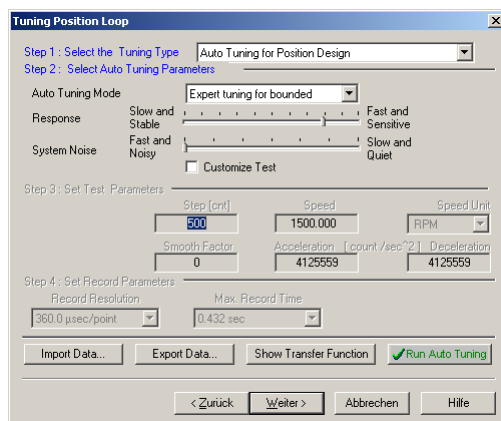 Tuning Position Loop
Step 1 : Select the Tuning Type Auto Tuning for Position Design
Step 2 : Select Auto Tuning Parameters
Auto Tuning Mode Expert tuning for bounded
Response Slow and Stable Fast and Sensitive
System Noise Fast and Noisy Slow and Quiet
Customize Test
Step 3 : Set Test Parameters
Step [cnt] Speed Speed Unit
500 1500.000 RPM
Smooth Factor Acceleration [ count /sec^2 ] Deceleration
0 4125559 4125559
Step 4 : Set Record Parameters
Record Resolution Max. Record Time
360.0 µsec/point 0.432 sec
Import Data... Export Data... Show Transfer Function Run Auto Tuning
< Zurück Weiter > Abbrechen Hilfe